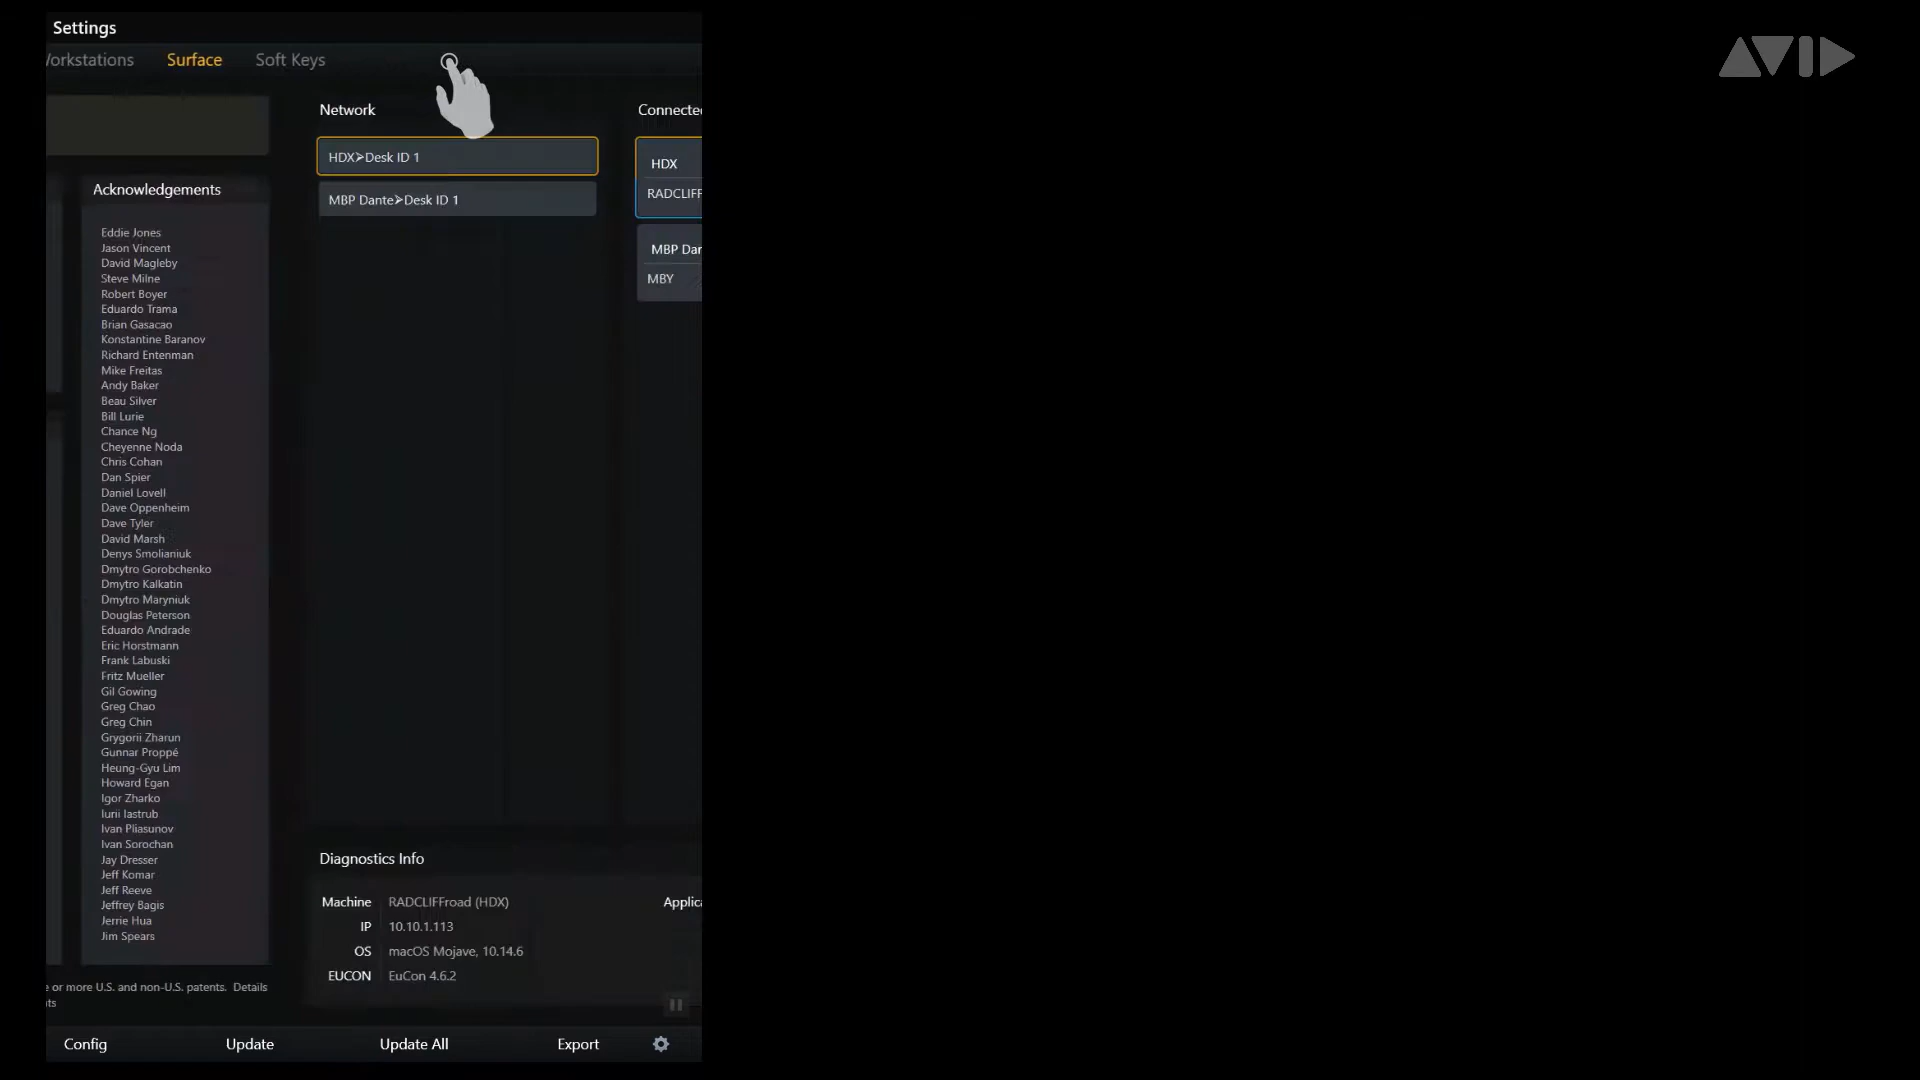 Settings
Workstations Surface Soft Keys
AVID
Network
Connected
HDX➤Desk ID 1
MBP Dante➤Desk ID 1
HDX
RADCLIFF
MBP Dan
MBY
Acknowledgements
Eddie Jones
Jason Vincent
David Magleby
Steve Milne
Robert Boyer
Eduardo Trama
Brian Gasacao
Konstantine Baranov
Richard Entenman
Mike Freitas
Andy Baker
Beau Silver
Bill Lurie
Chance Ng
Cheyenne Noda
Chris Cohan
Dan Spier
Daniel Lovell
Dave Oppenheim
Dave Tyler
David Marsh
Denys Smolianiuk
Dmytro Gorobchenko
Dmytro Kalkatin
Dmytro Maryniuk
Douglas Peterson
Eduardo Andrade
Eric Horstmann
Frank Labuski
Fritz Mueller
Gil Gowing
Greg Chao
Greg Chin
Grygorii Zharun
Gunnar Proppé
Heung-Gyu Lim
Howard Egan
Igor Zharko
Iurii Iastrub
Ivan Pliasunov
Ivan Sorochan
Jay Dresser
Jeff Komar
Jeff Reeve
Jeffrey Bagis
Jerrie Hua
Jim Spears
e or more U.S. and non-U.S. patents. Details
nts
Diagnostics Info
Machine RADCLIFFroad (HDX)
Applica
IP 10.10.1.113
OS macOS Mojave, 10.14.6
EUCON EuCon 4.6.2
Config Update Update All Export